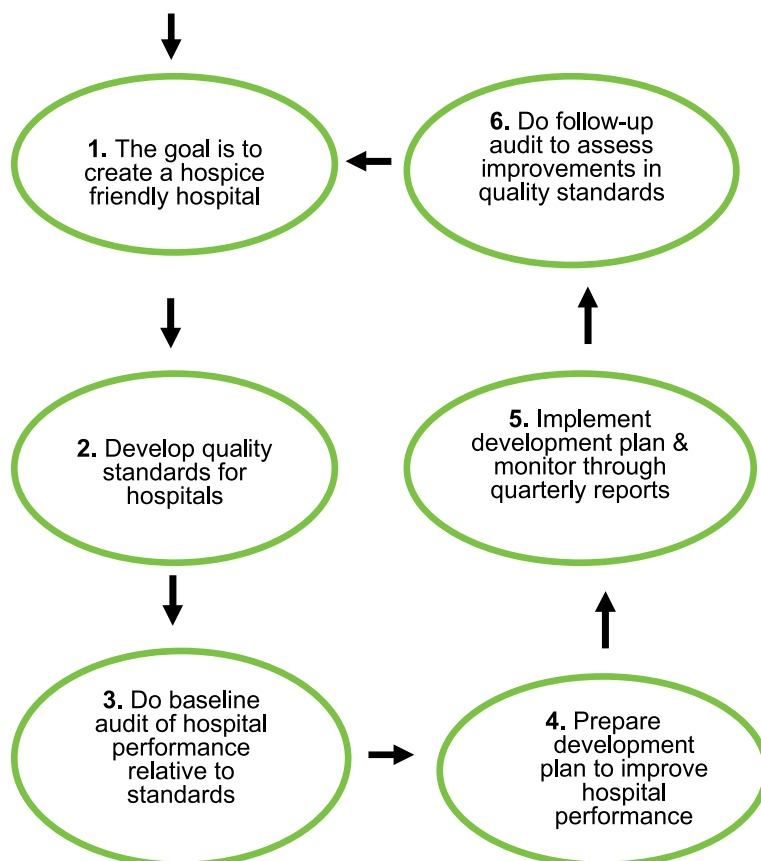 1. The goal is to
create a hospice
friendly hospital
2. Develop quality
standards for
hospitals
3. Do baseline
audit of hospital
performance
relative to
standards
4. Prepare
development
plan to improve
hospital
performance
5. Implement
development plan &
monitor through
quarterly reports
6. Do follow-up
audit to assess
improvements in
quality standards